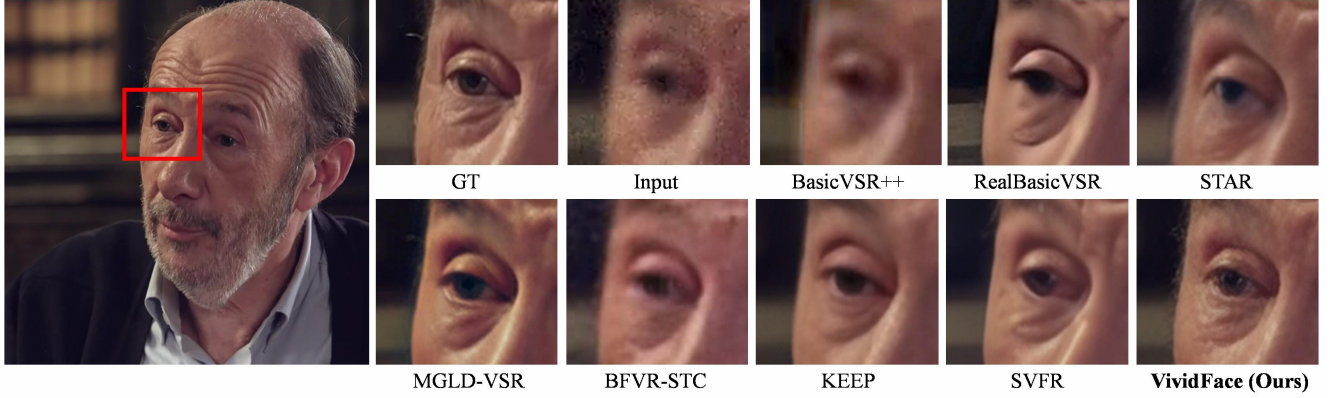 GT Input BasicVSR++ RealBasicVSR STAR
MGLD-VSR BFVR-STC KEEP SVFR VividFace (Ours)